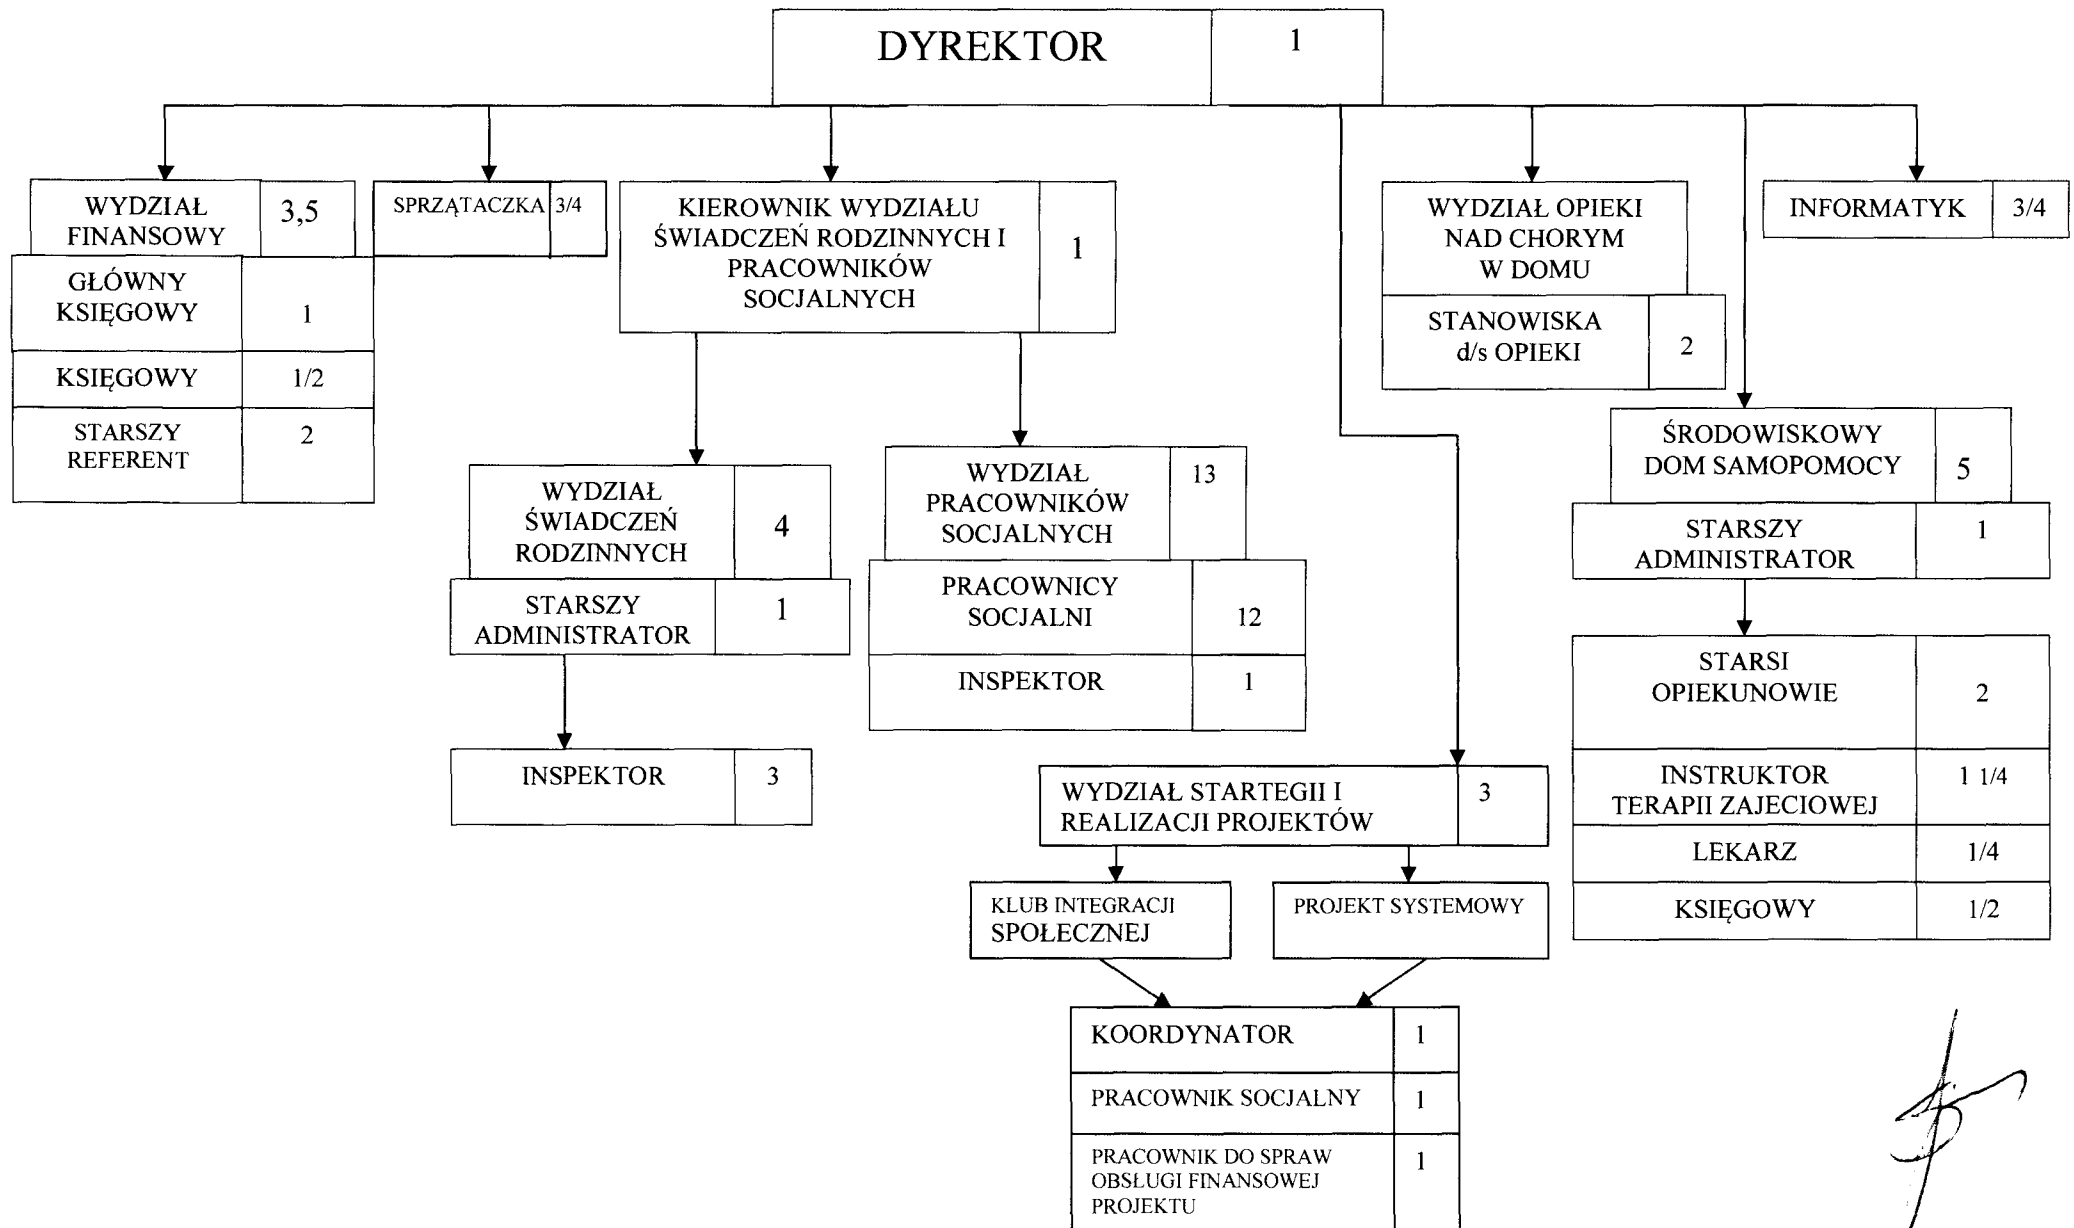 DYREKTOR 1
WYDZIAŁ 3,5
FINANSOWY
GŁÓWNY
KSIĘGOWY 1
KSIĘGOWY 1/2
STARSZY 2
REFERENT
SPRZĄTACZKA 3/4
KIEROWNIK WYDZIAŁU
ŚWIADCZEŃ RODZINNYCH I 1
PRACOWNIKÓW
SOCJALNYCH
WYDZIAŁ
ŚWIADCZEŃ 4
RODZINNYCH
STARSZY 1
ADMINISTRATOR
INSPEKTOR 3
WYDZIAŁ 13
PRACOWNIKÓW
SOCJALNYCH
PRACOWNICY
SOCJALNI 12
INSPEKTOR 1
WYDZIAŁ STARTEGII I 3
REALIZACJI PROJEKTÓW
KLUB INTEGRACJI
SPOŁECZNEJ
PROJEKT SYSTEMOWY
KOORDYNATOR 1
PRACOWNIK SOCJALNY 1
PRACOWNIK DO SPRAW 1
OBSŁUGI FINANSOWEJ
PROJEKTU
WYDZIAŁ OPIEKI
NAD CHORYM
W DOMU
STANOWISKA
d/s OPIEKI 2
ŚRODOWISKOWY
DOM SAMOPOMOCY 5
STARSZY 1
ADMINISTRATOR
STARSI
OPIEKUNOWIE 2
INSTRUKTOR 1 1/4
TERAPII ZAJECIOWEJ
LEKARZ 1/4
KSIĘGOWY 1/2
INFORMATYK 3/4